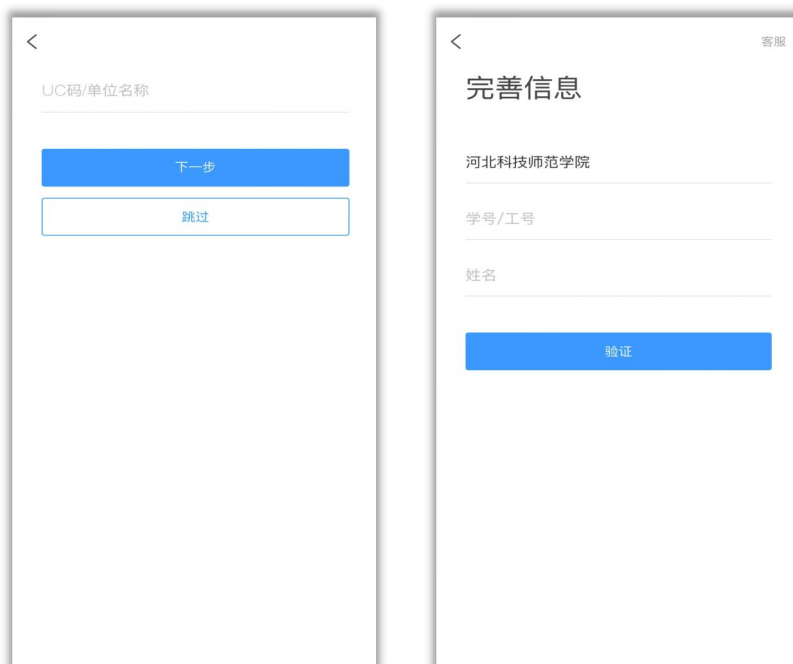 UC码/单位名称
下一步
跳过
客服
完善信息
河北科技师范学院
学号/工号
姓名
验证